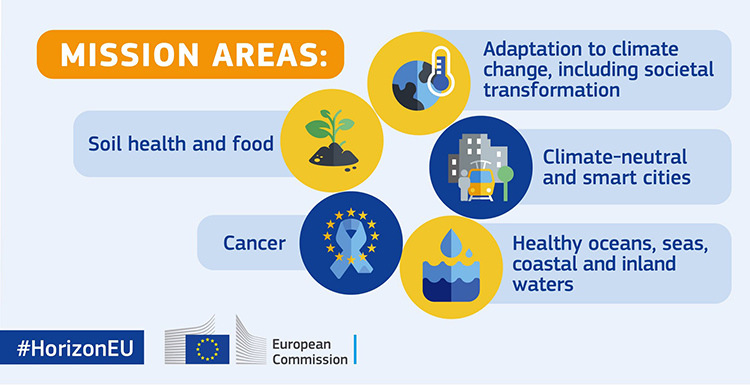 MISSION AREAS:
Adaptation to climate
change, including societal
transformation
Soil health and food
Climate-neutral
and smart cities
Cancer
Healthy oceans, seas,
coastal and inland
waters
#HorizonEU
European
Commission